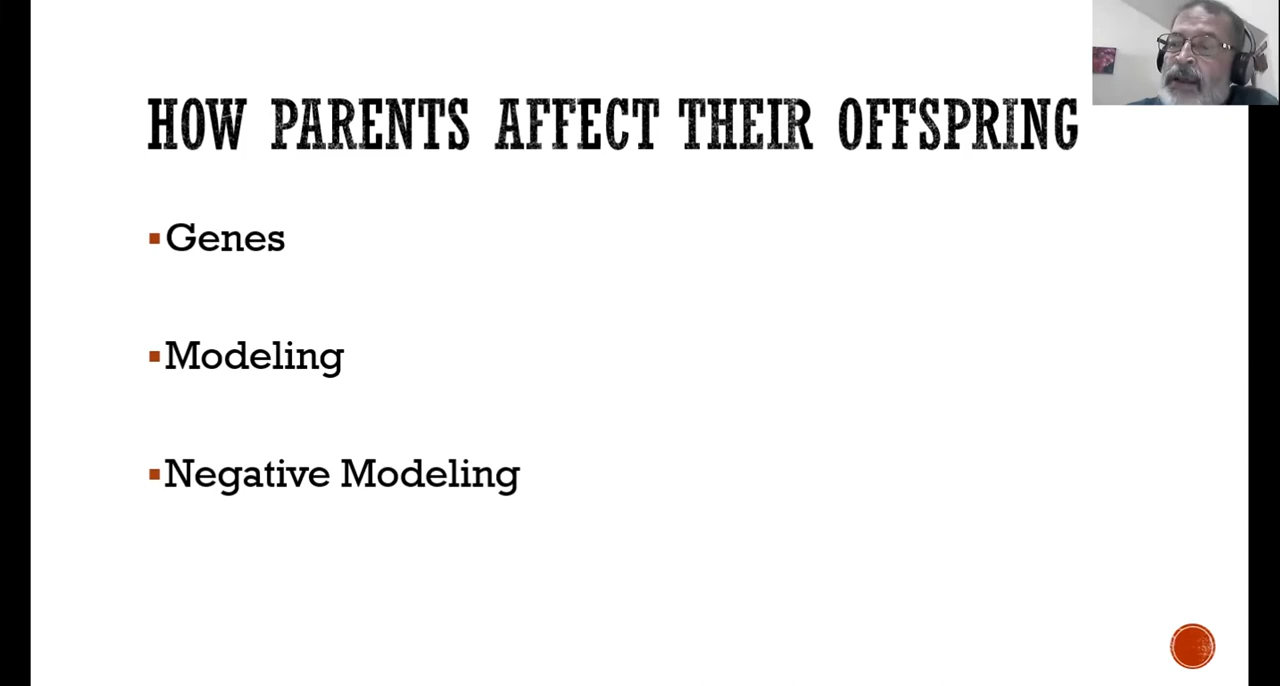 HOW PARENTS AFFECT THEIR OFFSPRING
Genes
Modeling
Negative Modeling